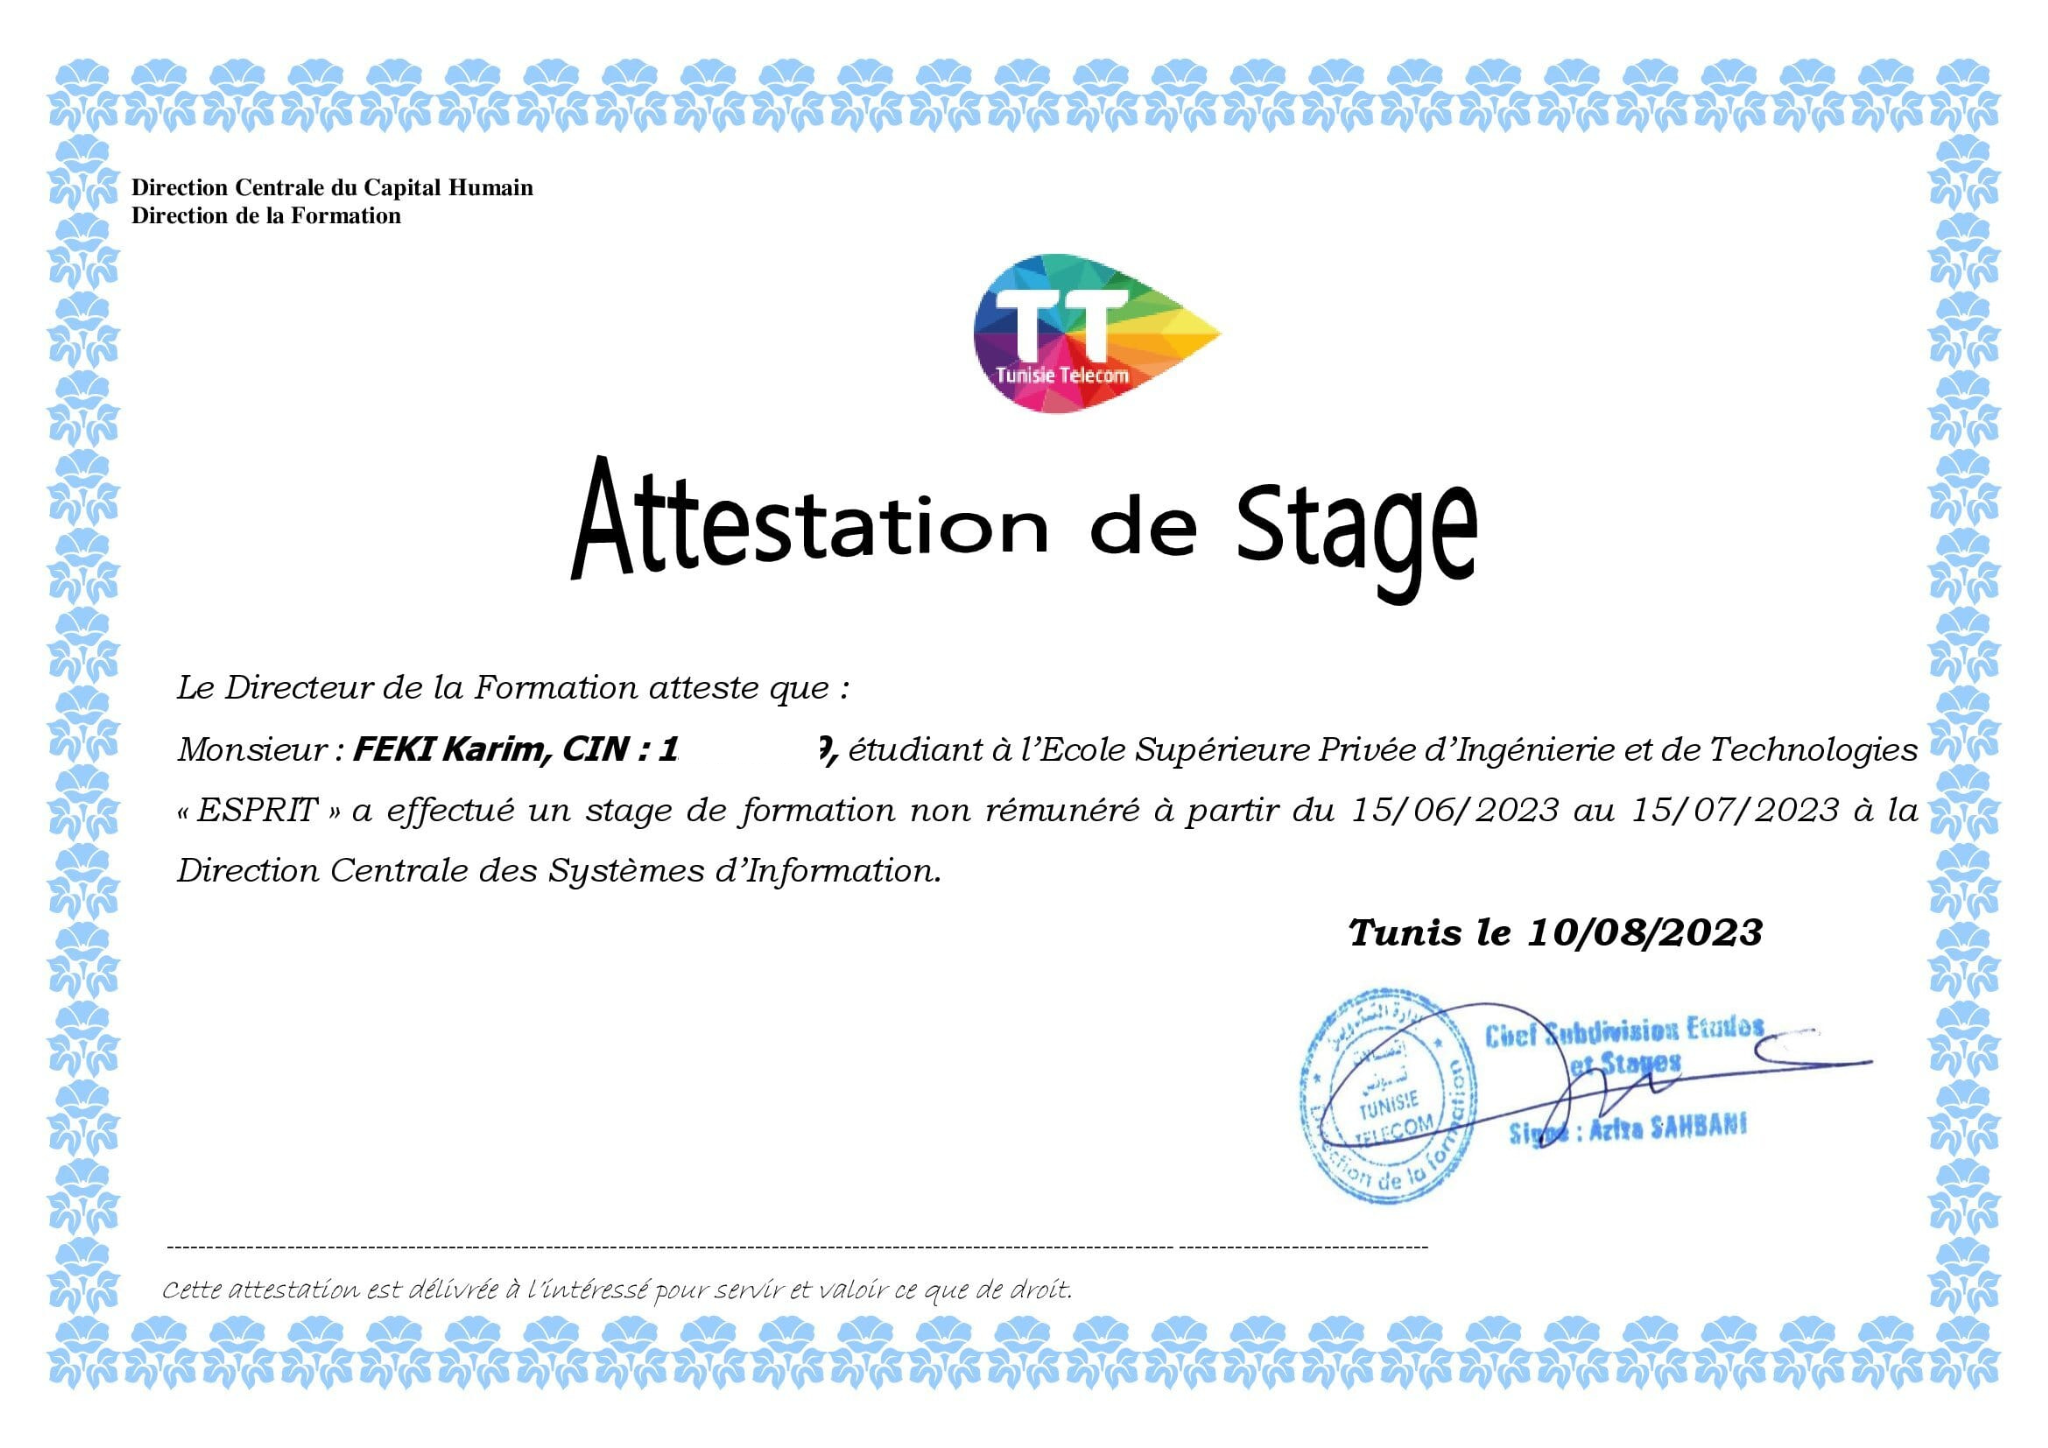 Direction Centrale du Capital Humain
Direction de la Formation
TT
Tunisie Telecom
Attestation de Stage
Le Directeur de la Formation atteste que :
Monsieur : FEKI Karim, CIN : 1 9, étudiant à l'Ecole Supérieure Privée d'Ingénierie et de Technologies
« ESPRIT » a effectué un stage de formation non rémunéré à partir du 15/06/2023 au 15/07/2023 à la
Direction Centrale des Systèmes d'Information.
Tunis le 10/08/2023
إدارة التكوين
اتصالات
تونس
TUNISIE
TELECOM
Direction de la formation
Chef Subdivision Etudes
et Stages
Signé : Aziza SAHBANI
Cette attestation est délivrée à l'intéressé pour servir et valoir ce que de droit.